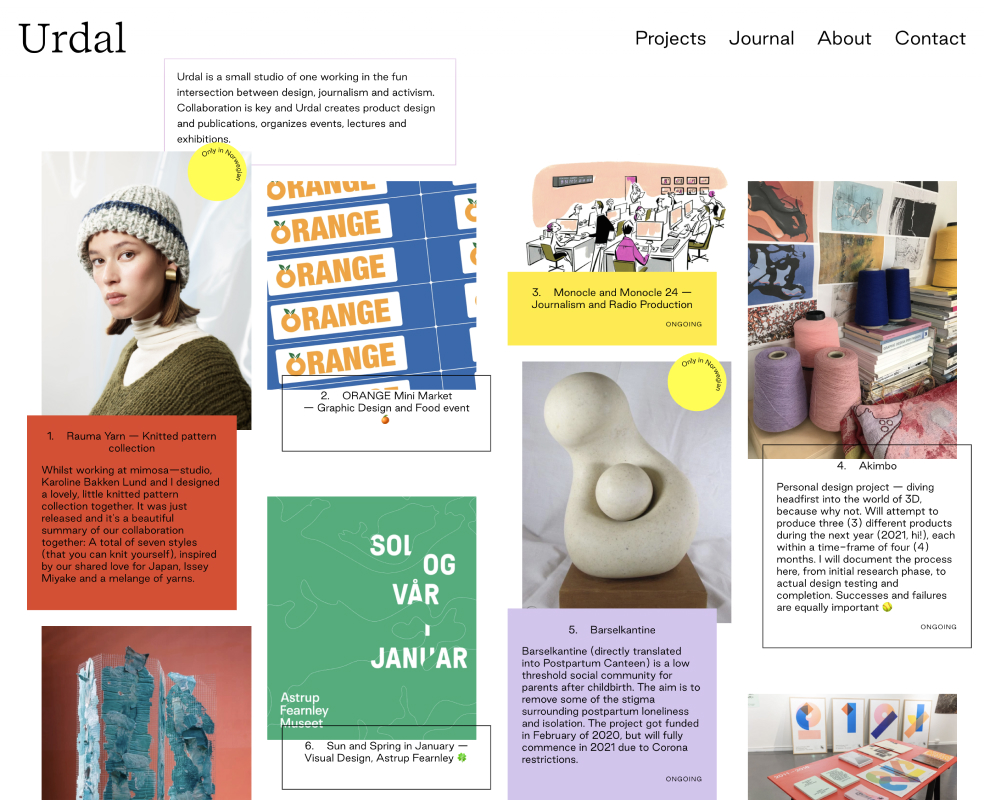 Urdal
Projects
Journal
About
Contact
Urdal is a small studio of one working in the fun
intersection between design, journalism and activism.
Collaboration is key and Urdal creates product design
and publications, organizes events, lectures and
exhibitions.
Only in Norwegian
1. Rauma Yarn — Knitted pattern
collection
Whilst working at mimosa—studio,
Karoline Bakken Lund and I designed
a lovely, little knitted pattern
collection together. It was just
released and it's a beautiful
summary of our collaboration
together: A total of seven styles
(that you can knit yourself), inspired
by our shared love for Japan, Issey
Miyake and a melange of yarns.
ORANGE
ORANGE
ORANGE
ORANGE
ORANGE
2. ORANGE Mini Market
— Graphic Design and Food event
🍊
3. Monocle and Monocle 24 —
Journalism and Radio Production
ONGOING
4. Akimbo
Personal design project — diving
headfirst into the world of 3D,
because why not. Will attempt to
produce three (3) different products
during the next year (2021, hi!), each
within a time-frame of four (4)
months. I will document the process
here, from initial research phase, to
actual design testing and
completion. Successes and failures
are equally important 🍋
ONGOING
Only in Norwegian
5. Barselkantine
Barselkantine (directly translated
into Postpartum Canteen) is a low
threshold social community for
parents after childbirth. The aim is to
remove some of the stigma
surrounding postpartum loneliness
and isolation. The project got funded
in February of 2020, but will fully
commence in 2021 due to Corona
restrictions.
ONGOING
SOL
OG
VÅR
I
JANUAR
Astrup
Fearnley
Museet
6. Sun and Spring in January —
Visual Design, Astrup Fearnley 🍀